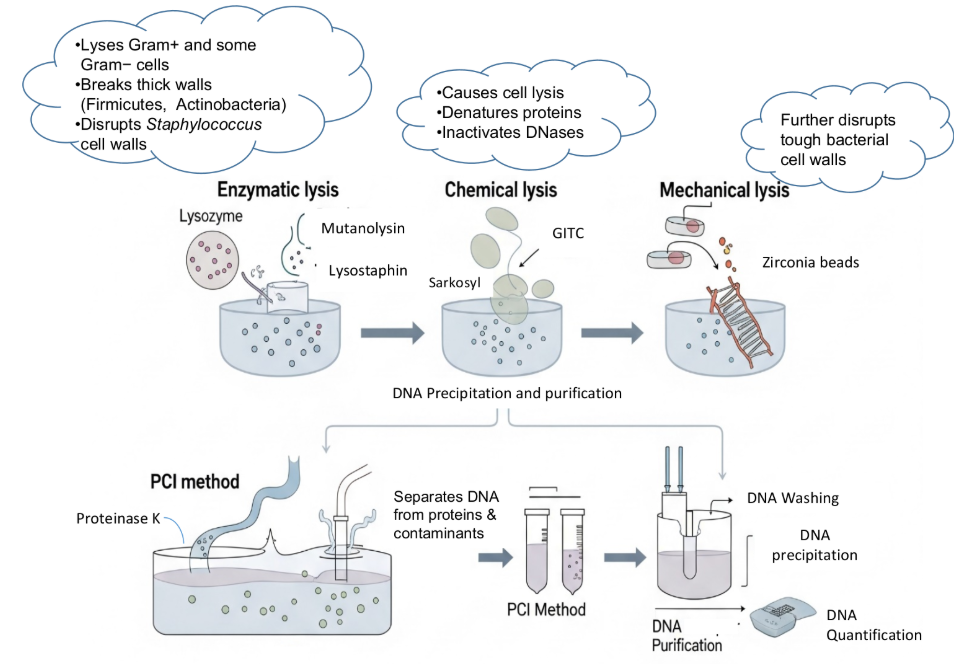 •Lyses Gram+ and some
Gram− cells
•Breaks thick walls
(Firmicutes, Actinobacteria)
•Disrupts Staphylococcus
cell walls
•Causes cell lysis
•Denatures proteins
•Inactivates DNases
Further disrupts
tough bacterial
cell walls
Enzymatic lysis
Chemical lysis
Mechanical lysis
Lysozyme
Mutanolysin
Lysostaphin
GITC
Sarkosyl
Zirconia beads
DNA Precipitation and purification
PCI method
Proteinase K
Separates DNA
from proteins &
contaminants
PCI Method
DNA Washing
DNA
precipitation
DNA
Purification
DNA
Quantification